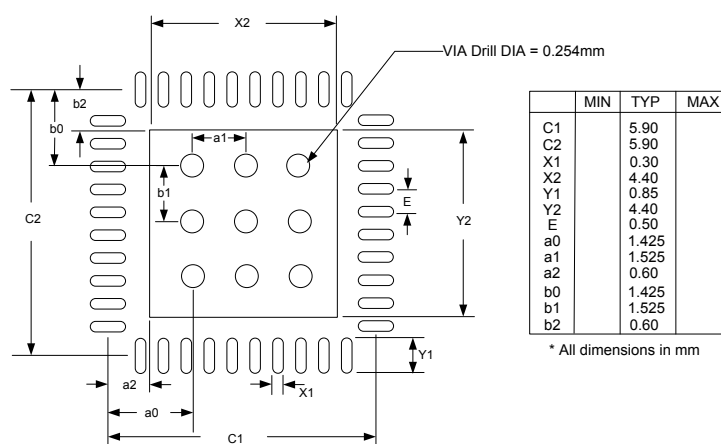 X2
VIA Drill DIA = 0.254mm
b2
b0
a1
b1
C2
E
Y2
Y1
a2
X1
a0
C1
MIN TYP MAX
C1 5.90
C2 5.90
X1 0.30
X2 4.40
Y1 0.85
Y2 4.40
E 0.50
a0 1.425
a1 1.525
a2 0.60
b0 1.425
b1 1.525
b2 0.60
* All dimensions in mm